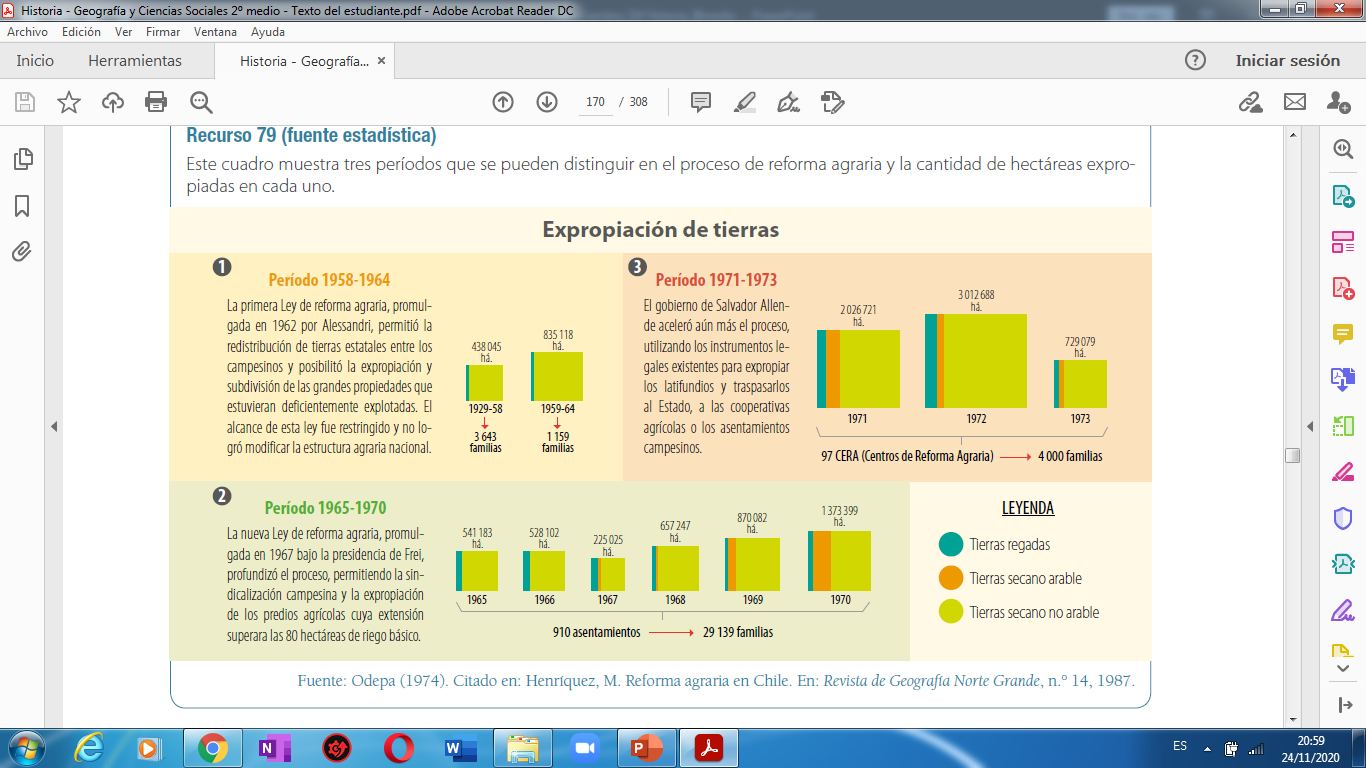 Historia - Geografía y Ciencias Sociales 2º medio - Texto del estudiante.pdf - Adobe Acrobat Reader DC
Archivo Edición Ver Firmar Ventana Ayuda
Inicio Herramientas Historia - Geografía... × Iniciar sesión
170 / 308
Recurso 79 (fuente estadística)
Este cuadro muestra tres períodos que se pueden distinguir en el proceso de reforma agraria y la cantidad de hectáreas expro-
piadas en cada uno.
Expropiación de tierras
1
Período 1958-1964
La primera Ley de reforma agraria, promul-
gada en 1962 por Alessandri, permitió la
redistribución de tierras estatales entre los
campesinos y posibilitó la expropiación y
subdivisión de las grandes propiedades que
estuvieran deficientemente explotadas. El
alcance de esta ley fue restringido y no lo-
gró modificar la estructura agraria nacional.
438 045
há.
1929-58
3 643
familias
835 118
há.
1959-64
1 159
familias
3
Período 1971-1973
El gobierno de Salvador Allen-
de aceleró aún más el proceso,
utilizando los instrumentos le-
gales existentes para expropiar
los latifundios y traspasarlos
al Estado, a las cooperativas
agrícolas o los asentamientos
campesinos.
2 026 721
há.
1971
3 012 688
há.
1972
729 079
há.
1973
97 CERA (Centros de Reforma Agraria) 4 000 familias
2
Período 1965-1970
La nueva Ley de reforma agraria, promul-
gada en 1967 bajo la presidencia de Frei,
profundizó el proceso, permitiendo la sin-
dicalización campesina y la expropiación
de los predios agrícolas cuya extensión
superara las 80 hectáreas de riego básico.
541 183
há.
1965
528 102
há.
1966
225 025
há.
1967
657 247
há.
1968
870 082
há.
1969
1 373 399
há.
1970
910 asentamientos 29 139 familias
LEYENDA
Tierras regadas
Tierras secano arable
Tierras secano no arable
Fuente: Odepa (1974). Citado en: Henríquez, M. Reforma agraria en Chile. En: Revista de Geografía Norte Grande, n.º 14, 1987.
ES
20:59
24/11/2020